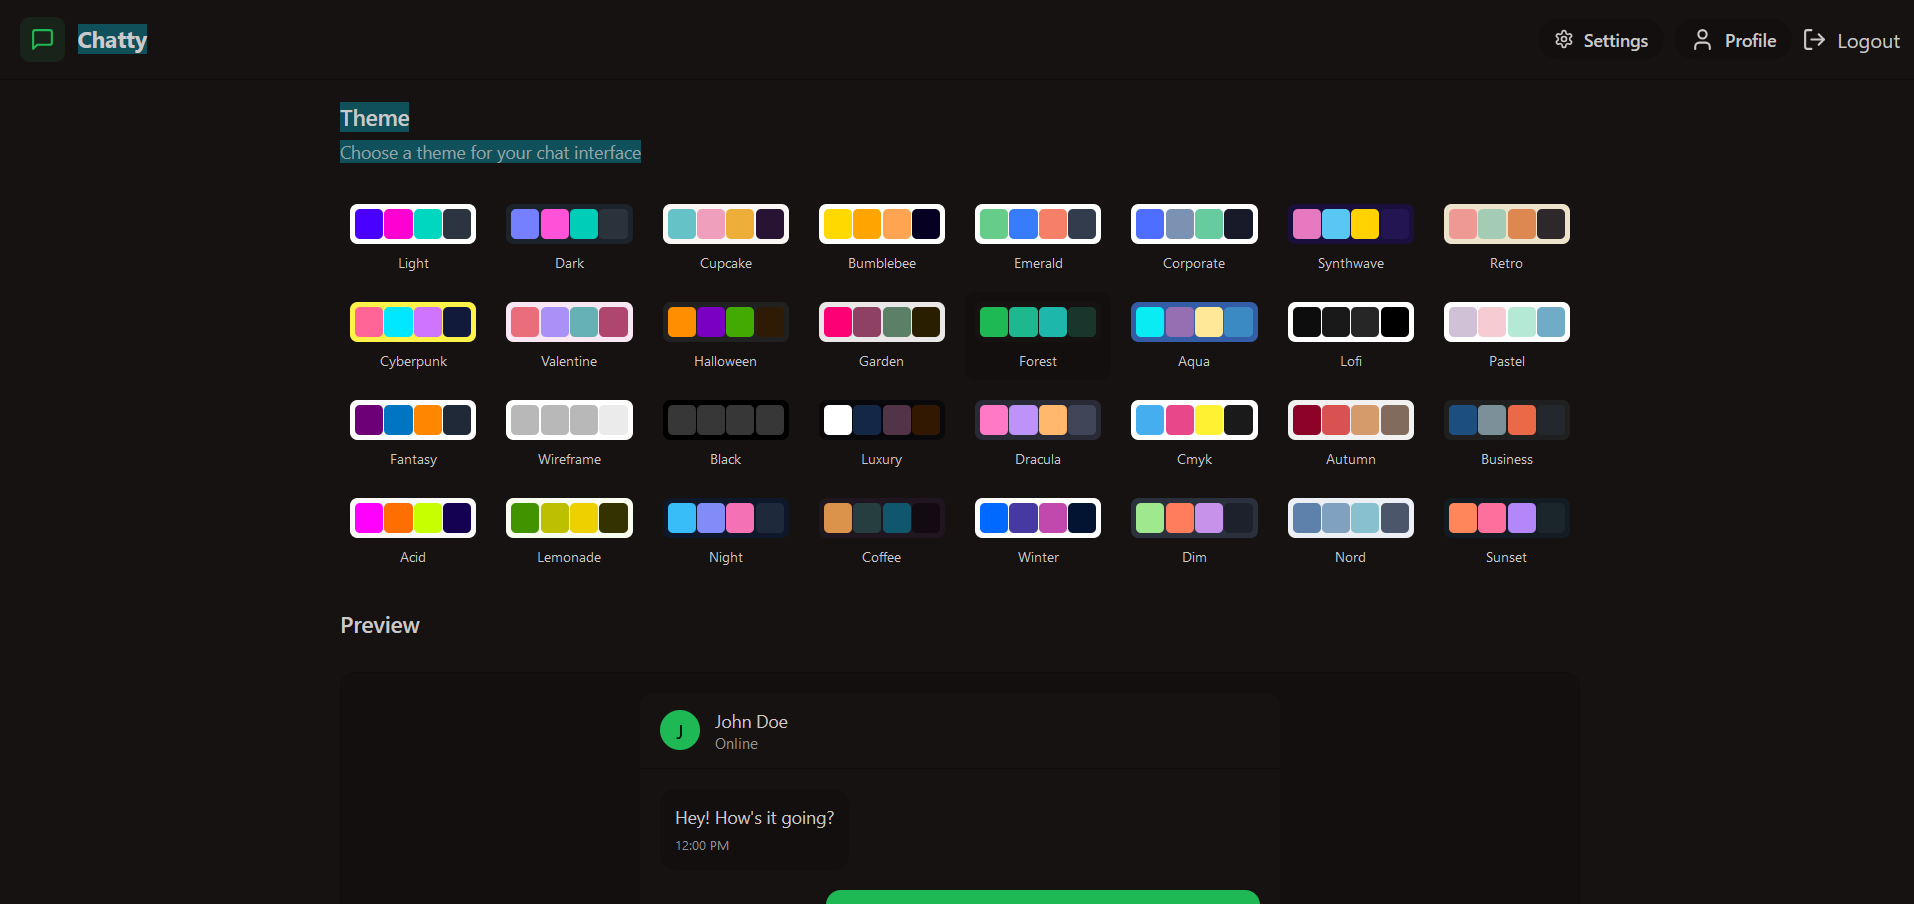 Chatty
Settings
Profile
Logout
Theme
Choose a theme for your chat interface
Light
Dark
Cupcake
Bumblebee
Emerald
Corporate
Synthwave
Retro
Cyberpunk
Valentine
Halloween
Garden
Forest
Aqua
Lofi
Pastel
Fantasy
Wireframe
Black
Luxury
Dracula
Cmyk
Autumn
Business
Acid
Lemonade
Night
Coffee
Winter
Dim
Nord
Sunset
Preview
J
John Doe
Online
Hey! How's it going?
12:00 PM